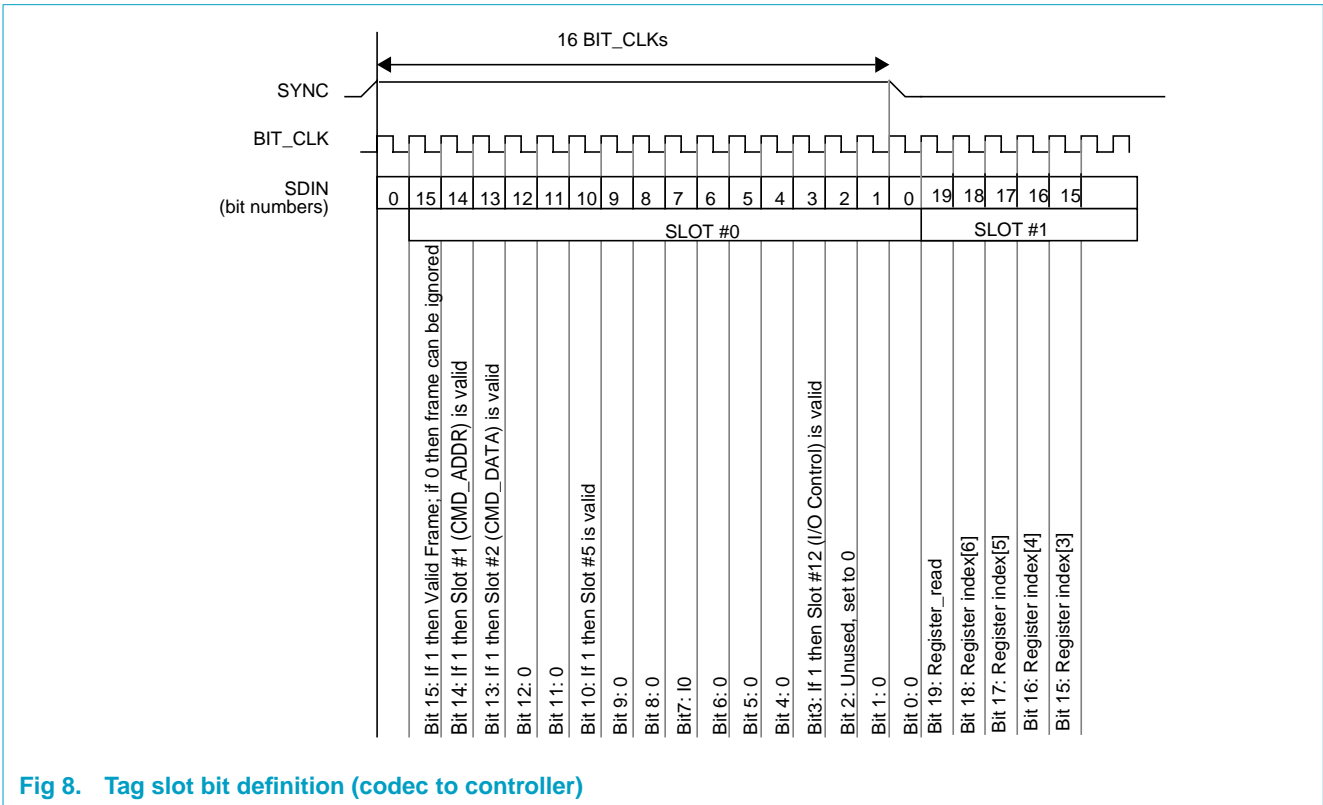 16 BIT_CLKs
SYNC
BIT_CLK
SDIN
(bit numbers)
0 15 14 13 12 11 10 9 8 7 6 5 4 3 2 1 0 19 18 17 16 15
SLOT #0 SLOT #1
Bit 15: If 1 then Valid Frame; if 0 then frame can be ignored
Bit 14: If 1 then Slot #1 (CMD_ADDR) is valid
Bit 13: If 1 then Slot #2 (CMD_DATA) is valid
Bit 12: 0
Bit 11: 0
Bit 10: If 1 then Slot #5 is valid
Bit 9: 0
Bit 8: 0
Bit7: I0
Bit 6: 0
Bit 5: 0
Bit 4: 0
Bit3: If 1 then Slot #12 (I/O Control) is valid
Bit 2: Unused, set to 0
Bit 1: 0
Bit 0: 0
Bit 19: Register_read
Bit 18: Register index[6]
Bit 17: Register index[5]
Bit 16: Register index[4]
Bit 15: Register index[3]
Fig 8. Tag slot bit definition (codec to controller)